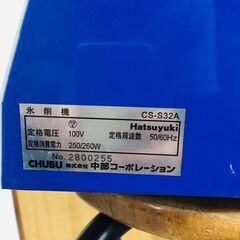 氷削機 CS-S32A
Hatsuyuki
定格電圧 100V 定格周波数 50/60Hz
定格消費電力 250/260W
No. 2800255
CHUBU 株式会社 中部コーポレーション